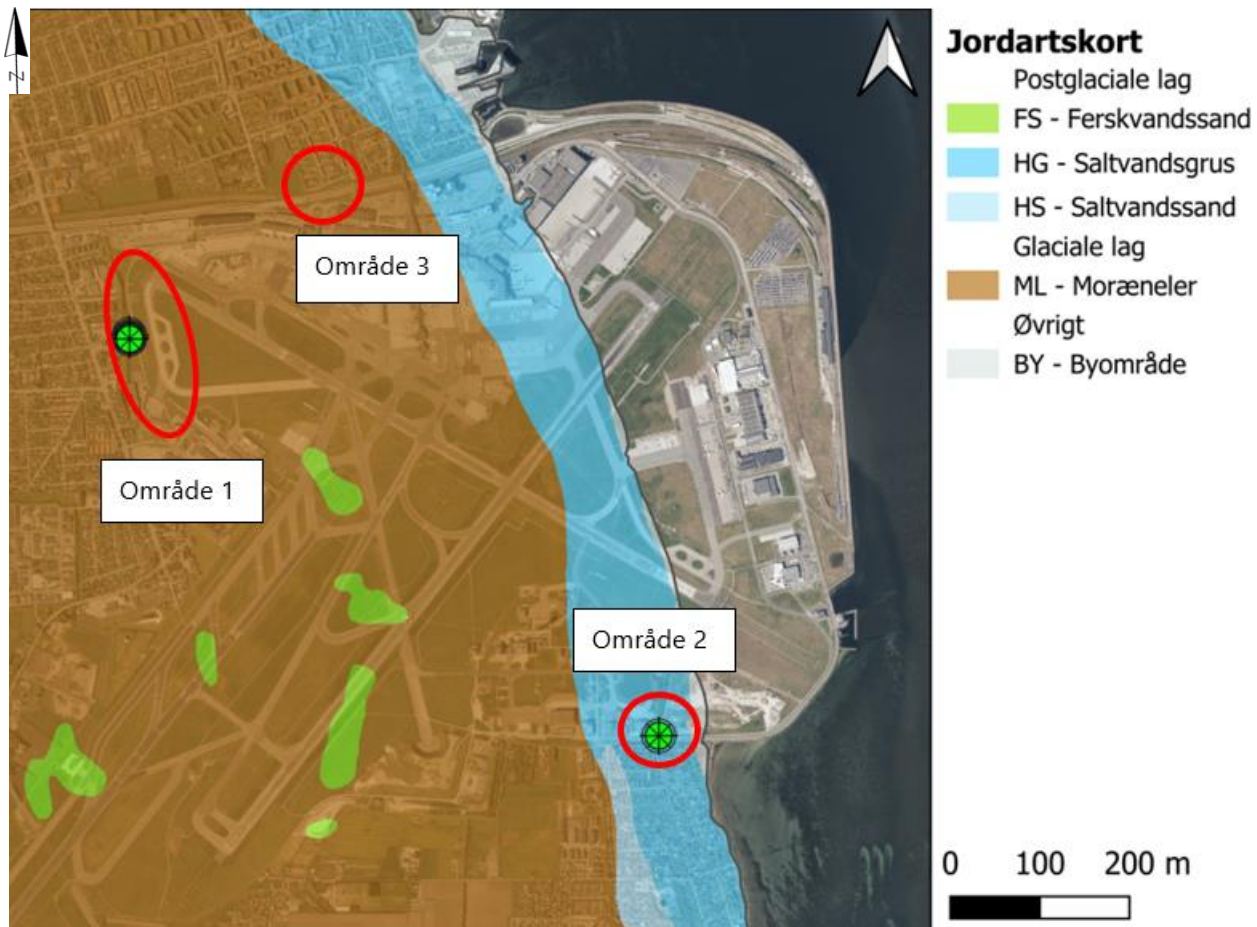 Z
Jordartskort
Postglaciale lag
FS - Ferskvandssand
HG - Saltvandsgrus
HS - Saltvandssand
Glaciale lag
ML - Moræneler
Øvrigt
BY - Byområde
Område 3
Område 1
Område 2
0 100 200 m